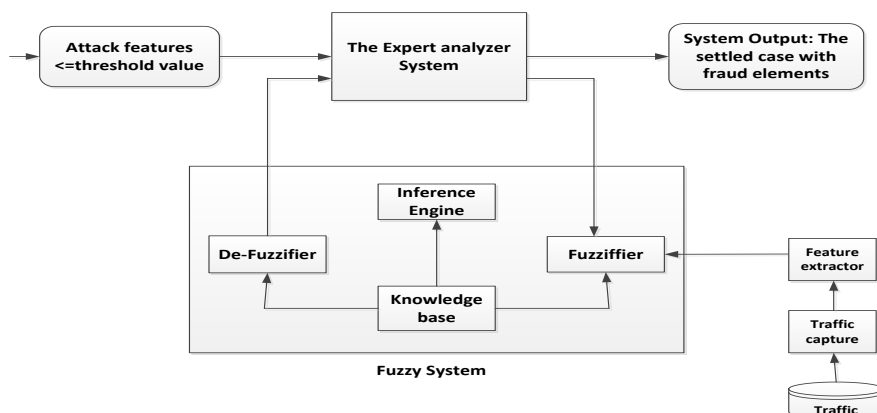 Attack features
<=threshold value
The Expert analyzer
System
System Output: The
settled case with
fraud elements
Inference
Engine
De-Fuzzifier
Fuzziffier
Knowledge
base
Feature
extractor
Traffic
capture
Traffic
Fuzzy System